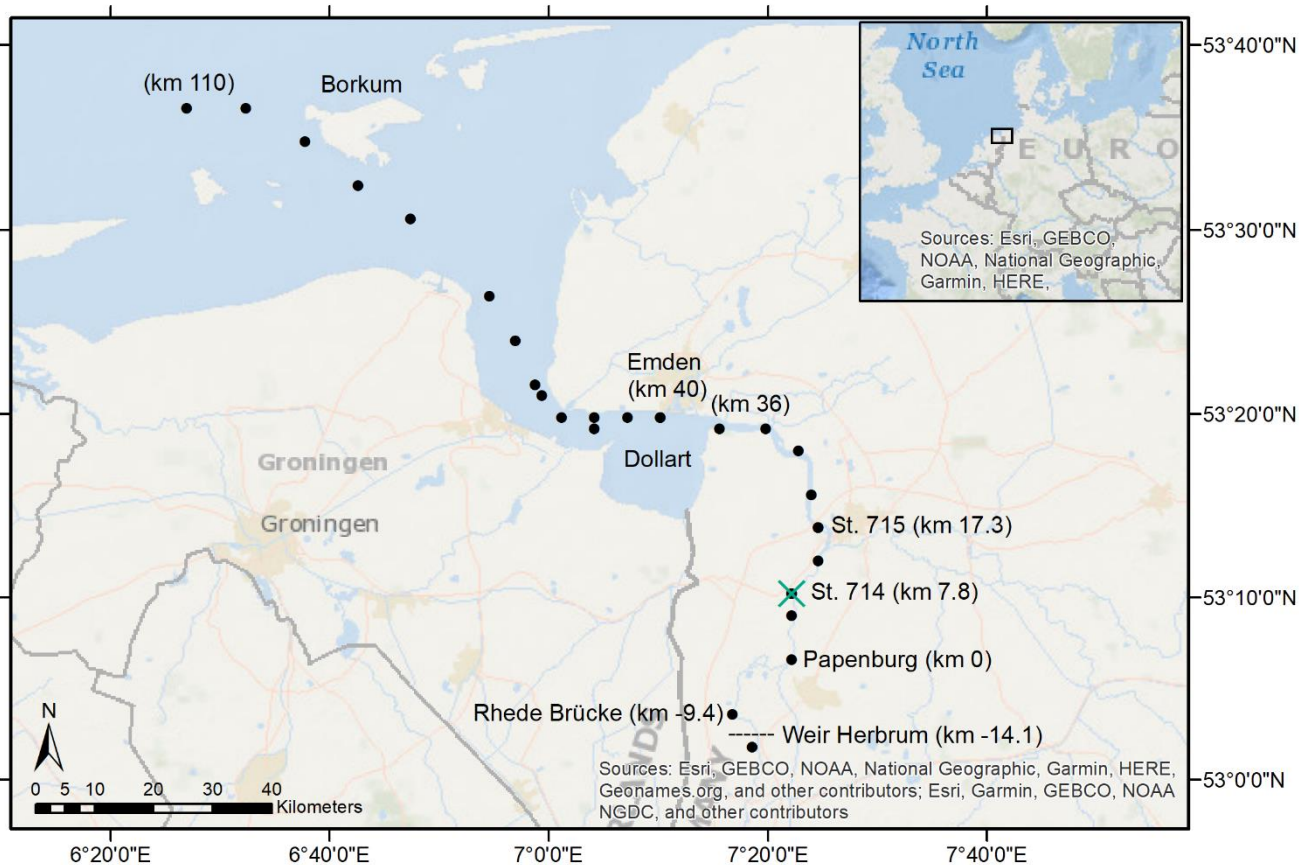 North
Sea
E U R O
Sources: Esri, GEBCO,
NOAA, National Geographic,
Garmin, HERE,
53°40'0"N
(km 110)
Borkum
53°30'0"N
Emden
(km 40)
(km 36)
53°20'0"N
Dollart
Groningen
Groningen
St. 715 (km 17.3)
St. 714 (km 7.8)
53°10'0"N
Papenburg (km 0)
Rhede Brücke (km -9.4)
Weir Herbrum (km -14.1)
N
53°0'0"N
Sources: Esri, GEBCO, NOAA, National Geographic, Garmin, HERE,
Geonames.org, and other contributors; Esri, Garmin, GEBCO, NOAA
NGDC, and other contributors
0 5 10 20 30 40
Kilometers
6°20'0"E 6°40'0"E 7°0'0"E 7°20'0"E 7°40'0"E